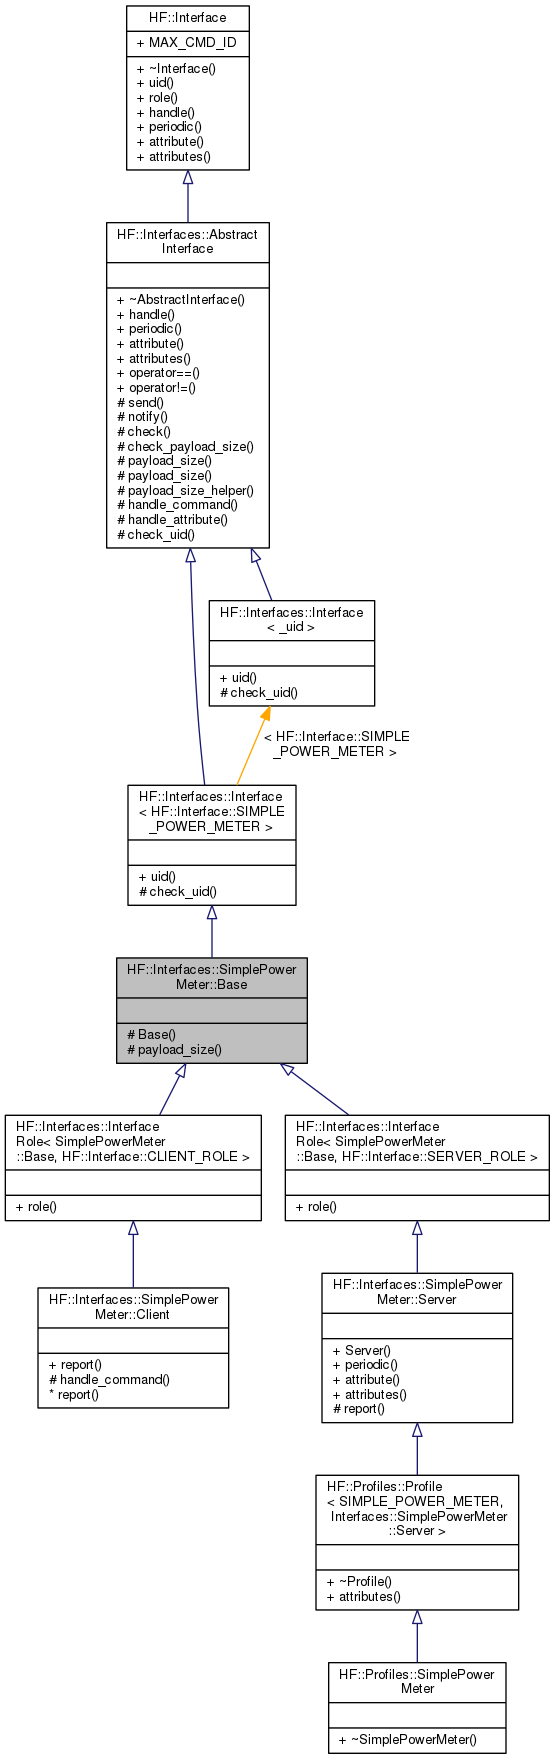 HF::Interface
+ MAX_CMD_ID
+ ~Interface()
+ uid()
+ role()
+ handle()
+ periodic()
+ attribute()
+ attributes()
HF::Interfaces::Abstract
Interface
+ ~AbstractInterface()
+ handle()
+ periodic()
+ attribute()
+ attributes()
+ operator==()
+ operator!=()
# send()
# notify()
# check()
# check_payload_size()
# payload_size()
# payload_size()
# payload_size_helper()
# handle_command()
# handle_attribute()
# check_uid()
HF::Interfaces::Interface
< _uid >
+ uid()
# check_uid()
< HF::Interface::SIMPLE
_POWER_METER >
HF::Interfaces::Interface
< HF::Interface::SIMPLE
_POWER_METER >
+ uid()
# check_uid()
HF::Interfaces::SimplePower
Meter::Base
# Base()
# payload_size()
HF::Interfaces::Interface
Role< SimplePowerMeter
::Base, HF::Interface::CLIENT_ROLE >
+ role()
HF::Interfaces::Interface
Role< SimplePowerMeter
::Base, HF::Interface::SERVER_ROLE >
+ role()
HF::Interfaces::SimplePower
Meter::Client
+ report()
# handle_command()
* report()
HF::Interfaces::SimplePower
Meter::Server
+ Server()
+ periodic()
+ attribute()
+ attributes()
# report()
HF::Profiles::Profile
< SIMPLE_POWER_METER,
Interfaces::SimplePowerMeter
::Server >
+ ~Profile()
+ attributes()
HF::Profiles::SimplePower
Meter
+ ~SimplePowerMeter()